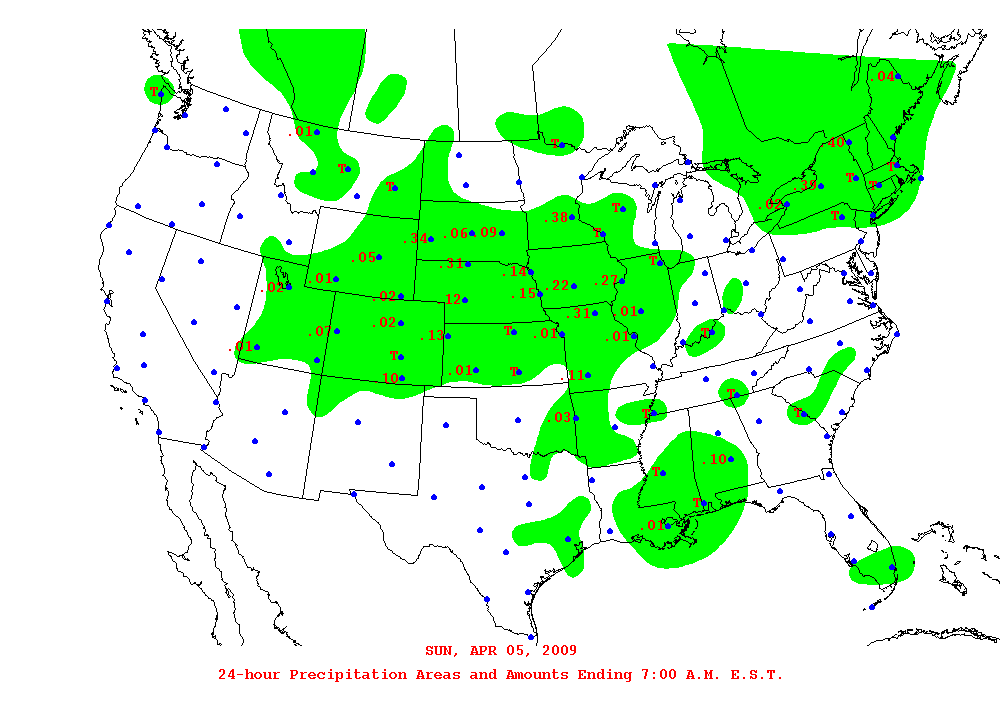 .04
T
.01
.40
T
T
T
T
T
T
.39
.02
T
.38
T
.34
.06
.09
T
.05
.31
T
.14
.01
.02
.22
.27
.15
.02
.12
.31
.01
.02
.07
.13
T
.01
.01
T
.01
T
.01
T
.10
.11
T
.03
T
T
.10
T
T
.01
SUN, APR 05, 2009
24-hour Precipitation Areas and Amounts Ending 7:00 A.M. E.S.T.